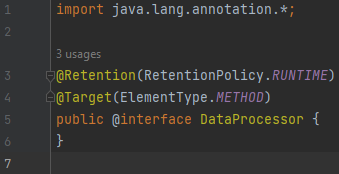 1 import java.lang.annotation.*;
2
3 usages
3 @Retention(RetentionPolicy.RUNTIME)
4 @Target(ElementType.METHOD)
5 public @interface DataProcessor {
6 }
7